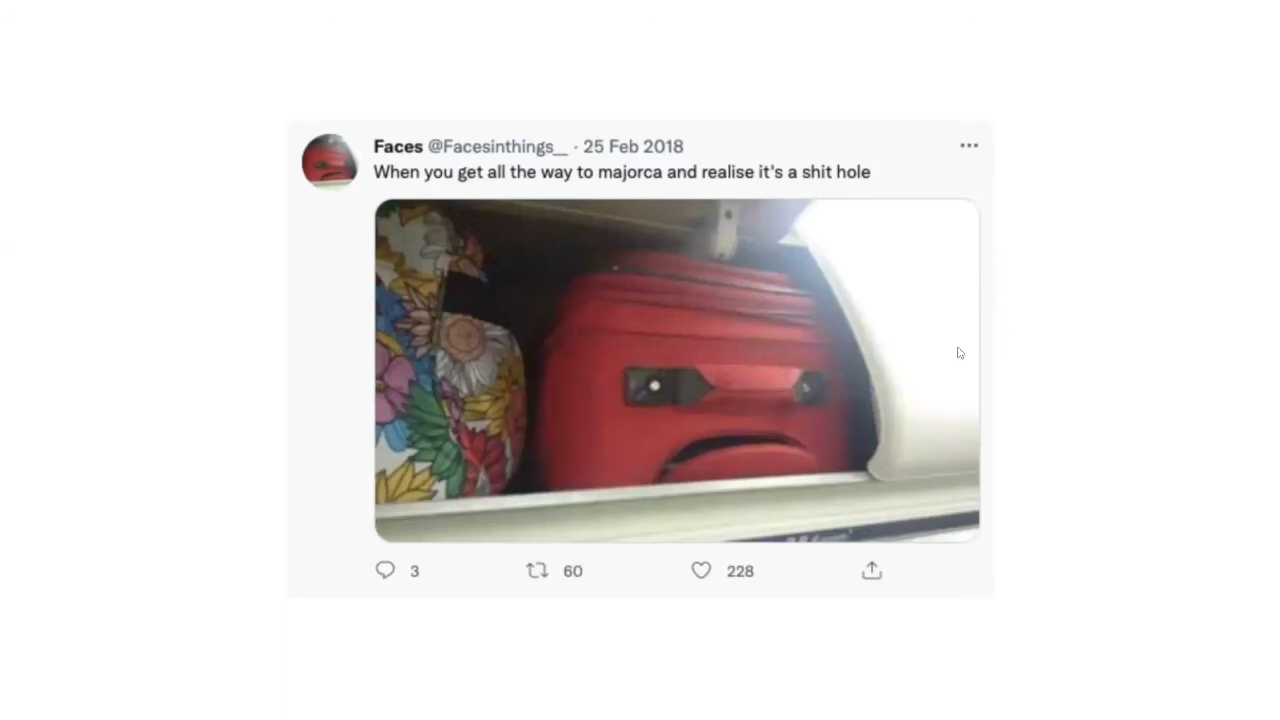 Faces @Facesinthings__ · 25 Feb 2018
When you get all the way to majorca and realise it's a shit hole
3 60 228